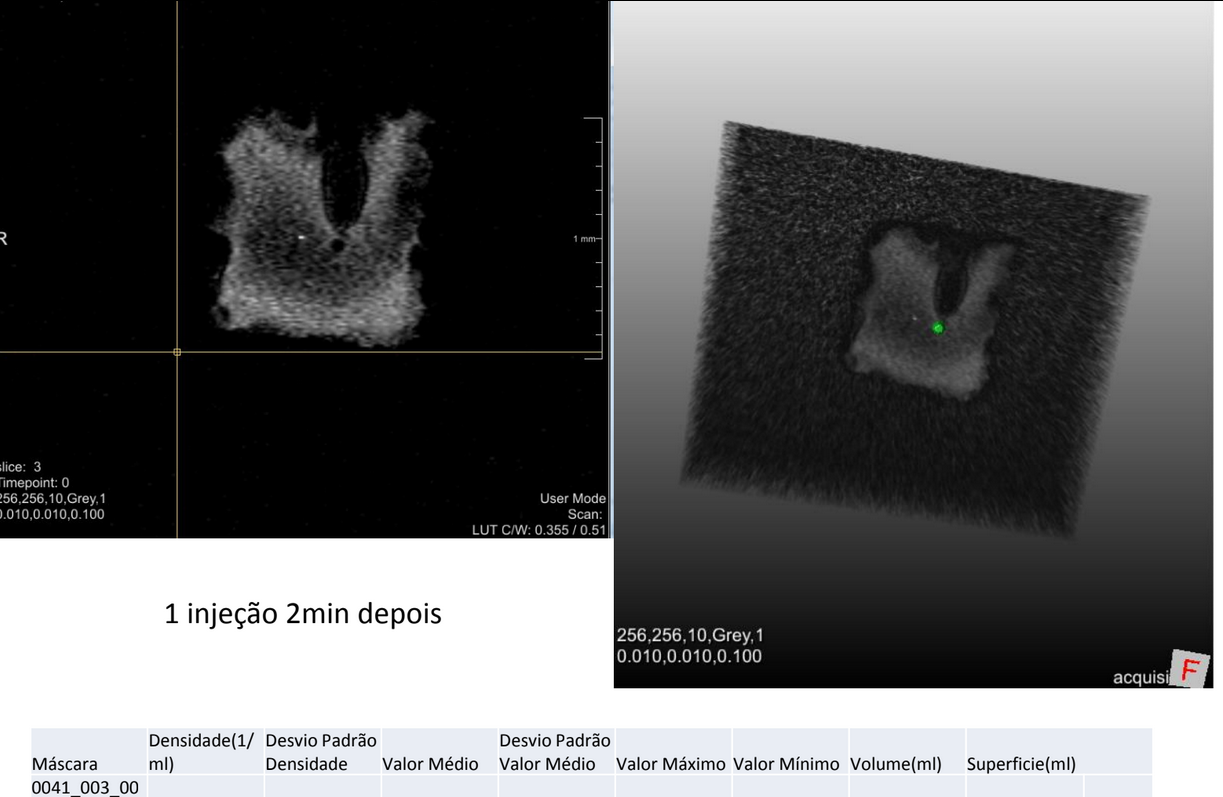 R
1 mm
slice: 3
Timepoint: 0
256,256,10,Grey,1
0.010,0.010,0.100
User Mode
Scan:
LUT C/W: 0.355 / 0.51
1 injeção 2min depois
256,256,10,Grey,1
0.010,0.010,0.100
acquisi
F
Máscara Densidade(1/ml) Desvio Padrão Densidade Valor Médio Desvio Padrão Valor Médio Valor Máximo Valor Mínimo Volume(ml) Superficie(ml)
0041_003_00